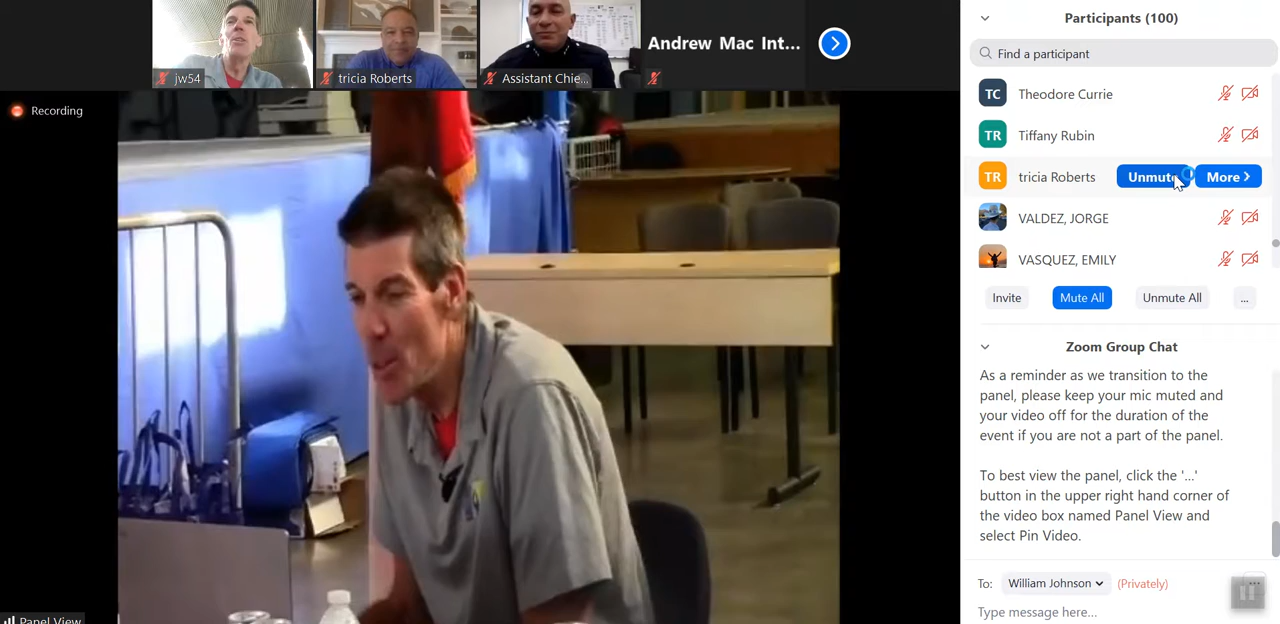 jw54
tricia Roberts
Assistant Chie...
Andrew Mac Int...
Recording
Panel View
Participants (100)
Find a participant
TC
Theodore Currie
TR
Tiffany Rubin
TR
tricia Roberts
Unmute
More
VALDEZ, JORGE
VASQUEZ, EMILY
Invite
Mute All
Unmute All
...
Zoom Group Chat
As a reminder as we transition to the
panel, please keep your mic muted and
your video off for the duration of the
event if you are not a part of the panel.
To best view the panel, click the '...'
button in the upper right hand corner of
the video box named Panel View and
select Pin Video.
To:
William Johnson
(Privately)
Type message here...